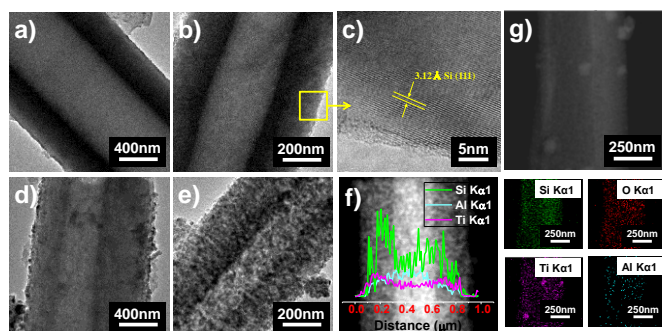 a)
400nm
b)
200nm
c)
3.12 Å Si (111)
5nm
g)
250nm
d)
400nm
e)
200nm
f)
Si Kα1
Al Kα1
Ti Kα1
0.0 0.2 0.4 0.6 0.8 1.0
Distance (μm)
Si Kα1
250nm
O Kα1
250nm
Ti Kα1
250nm
Al Kα1
250nm